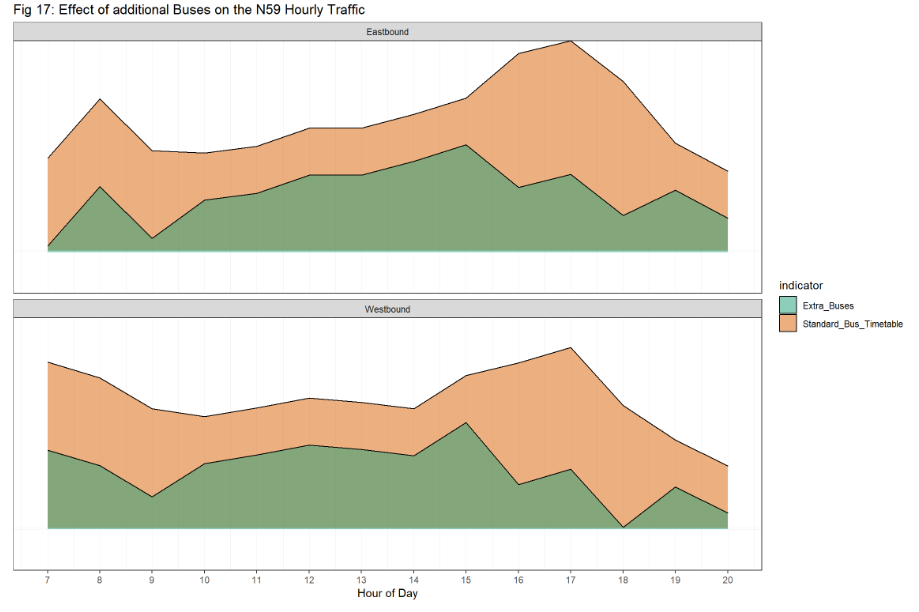 Fig 17: Effect of additional Buses on the N59 Hourly Traffic
Eastbound
Westbound
7 8 9 10 11 12 13 14 15 16 17 18 19 20
Hour of Day
indicator
Extra_Buses
Standard_Bus_Timetable